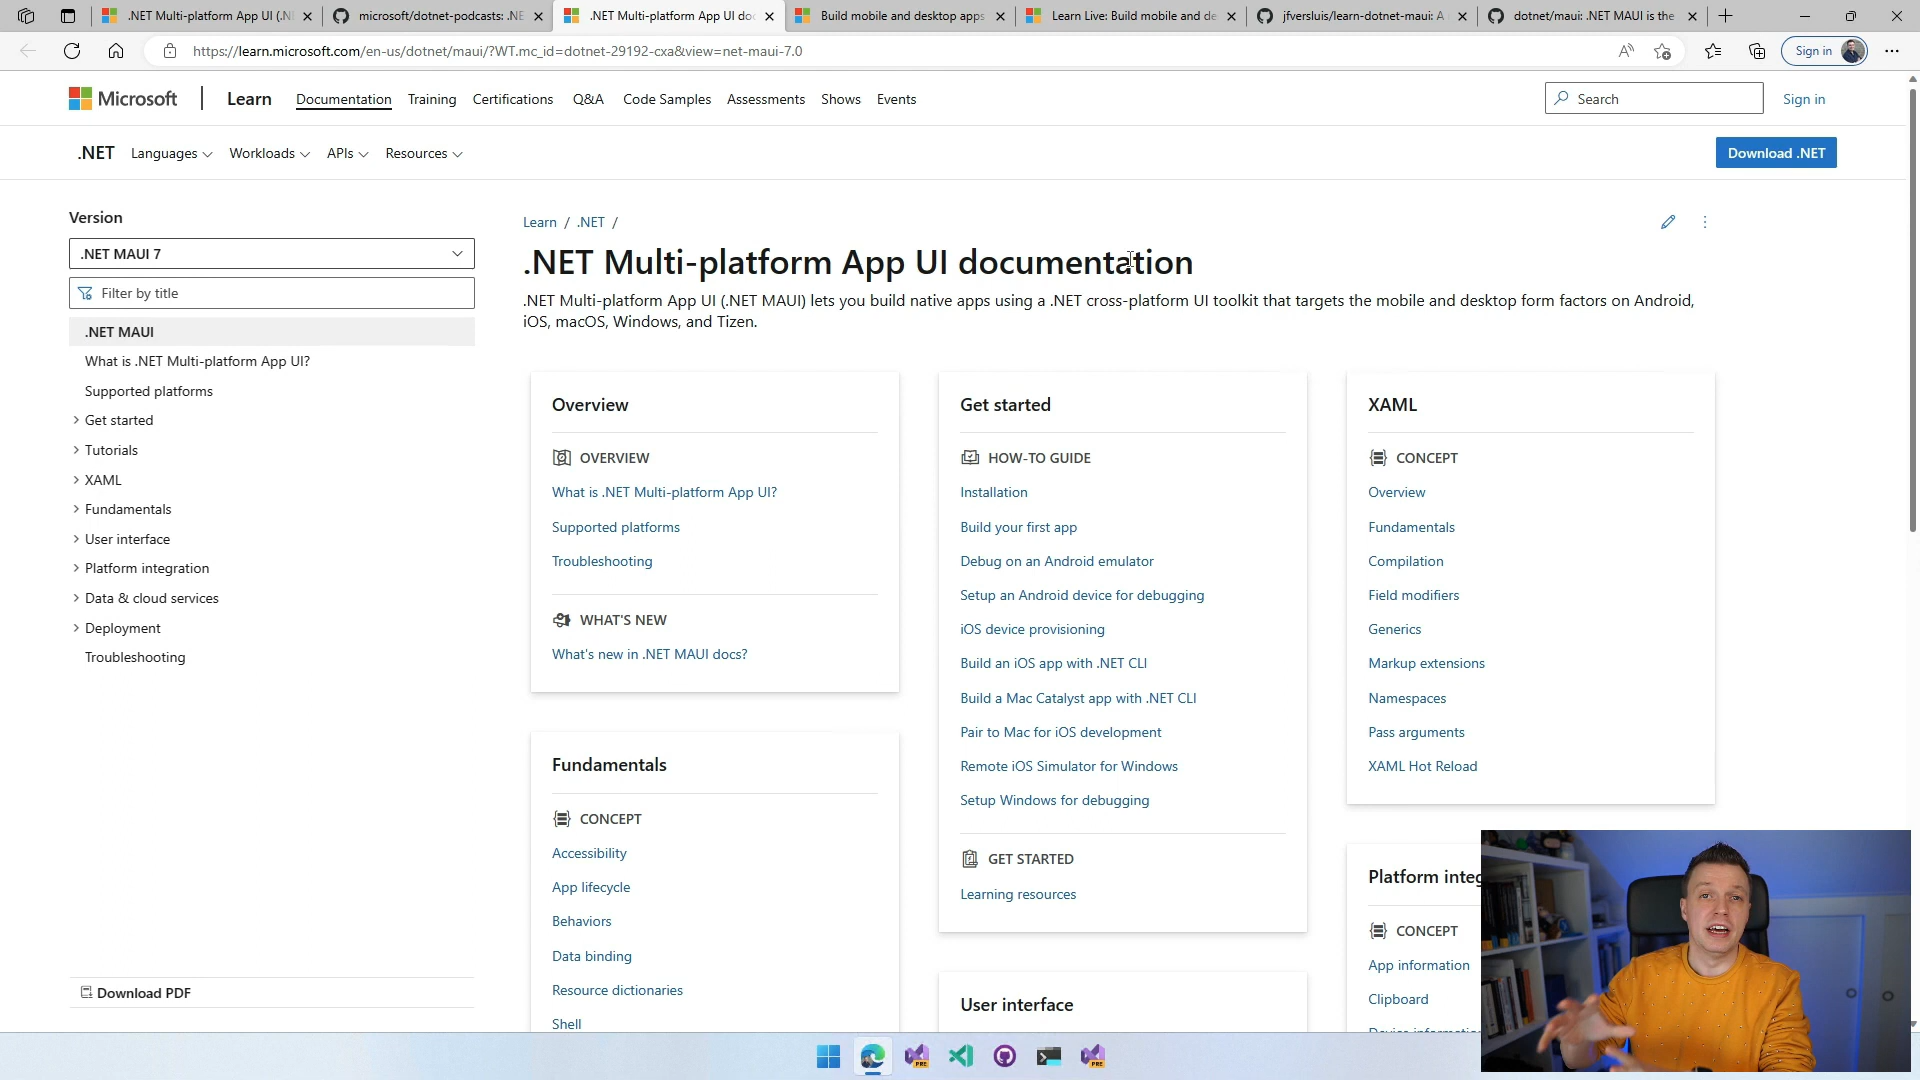 .NET Multi-platform App UI (.N
microsoft/dotnet-podcasts: .NE
.NET Multi-platform App UI doc
Build mobile and desktop apps
Learn Live: Build mobile and de
jfversluis/learn-dotnet-maui: A
dotnet/maui: .NET MAUI is the
https://learn.microsoft.com/en-us/dotnet/maui/?WT.mc_id=dotnet-29192-cxa&view=net-maui-7.0
Sign in
Microsoft
Learn
Documentation
Training
Certifications
Q&A
Code Samples
Assessments
Shows
Events
Search
Sign in
.NET
Languages
Workloads
APIs
Resources
Download .NET
Version
.NET MAUI 7
Filter by title
.NET MAUI
What is .NET Multi-platform App UI?
Supported platforms
Get started
Tutorials
XAML
Fundamentals
User interface
Platform integration
Data & cloud services
Deployment
Troubleshooting
Download PDF
Learn / .NET /
.NET Multi-platform App UI documentation
.NET Multi-platform App UI (.NET MAUI) lets you build native apps using a .NET cross-platform UI toolkit that targets the mobile and desktop form factors on Android,
iOS, macOS, Windows, and Tizen.
Overview
OVERVIEW
What is .NET Multi-platform App UI?
Supported platforms
Troubleshooting
WHAT'S NEW
What's new in .NET MAUI docs?
Fundamentals
CONCEPT
Accessibility
App lifecycle
Behaviors
Data binding
Resource dictionaries
Shell
Get started
HOW-TO GUIDE
Installation
Build your first app
Debug on an Android emulator
Setup an Android device for debugging
iOS device provisioning
Build an iOS app with .NET CLI
Build a Mac Catalyst app with .NET CLI
Pair to Mac for iOS development
Remote iOS Simulator for Windows
Setup Windows for debugging
GET STARTED
Learning resources
User interface
XAML
CONCEPT
Overview
Fundamentals
Compilation
Field modifiers
Generics
Markup extensions
Namespaces
Pass arguments
XAML Hot Reload
Platform integ
CONCEPT
App information
Clipboard
PRE
PRE